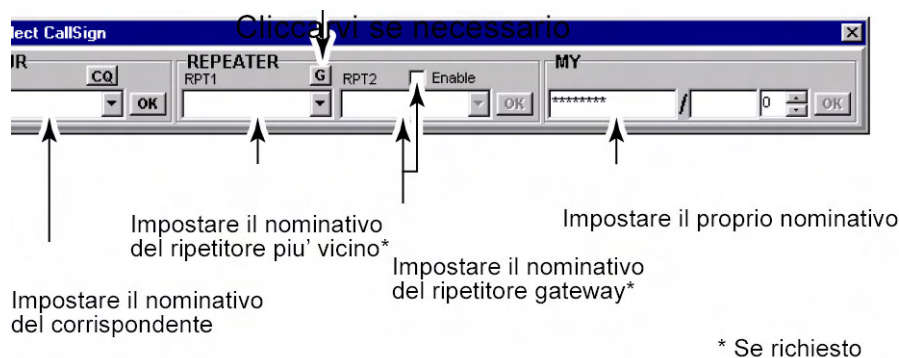 Cliccarvi se necessario
lect CallSign
UR
CQ
OK
REPEATER
RPT1
G
RPT2
Enable
OK
MY
********
/
0
OK
Impostare il nominativo
del ripetitore piu' vicino*
Impostare il proprio nominativo
Impostare il nominativo
del ripetitore gateway*
Impostare il nominativo
del corrispondente
* Se richiesto